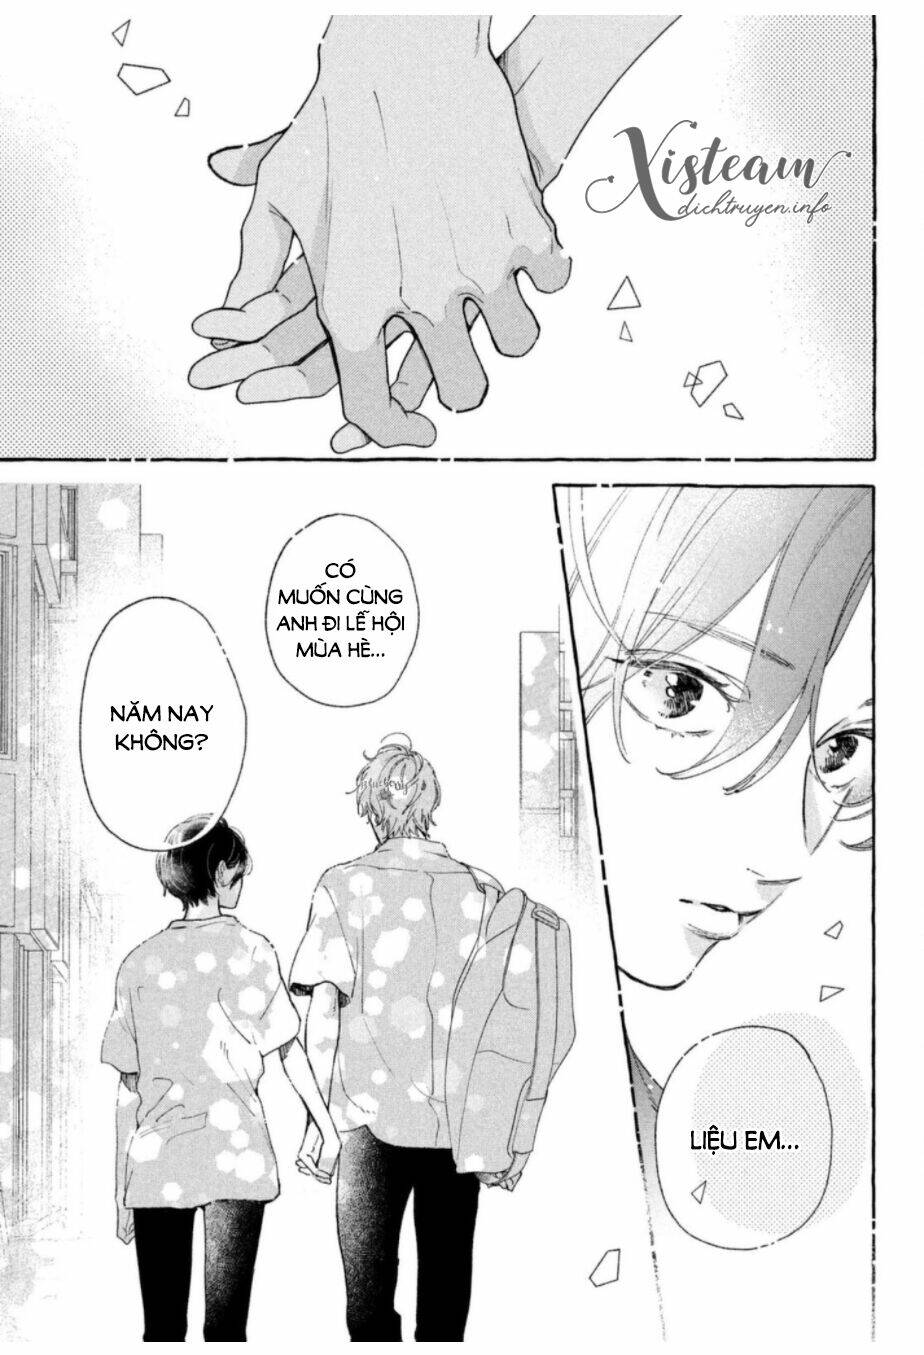 Xisteam
dichtruyen.info
LIỆU EM...
CÓ
MUỐN CÙNG
ANH ĐI LỄ HỘI
MÙA HÈ...
NĂM NAY
KHÔNG?